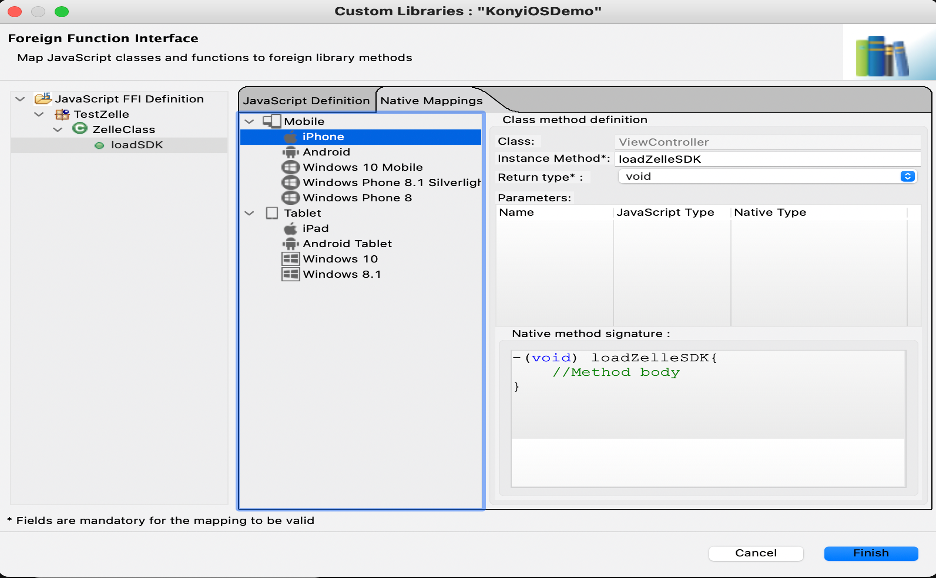 Custom Libraries : "KonyiOSDemo"
Foreign Function Interface
Map JavaScript classes and functions to foreign library methods
JavaScript FFI Definition
TestZelle
ZelleClass
loadSDK
JavaScript Definition
Native Mappings
Mobile
iPhone
Android
Windows 10 Mobile
Windows Phone 8.1 Silverligh
Windows Phone 8
Tablet
iPad
Android Tablet
Windows 10
Windows 8.1
Class method definition
Class: ViewController
Instance Method*: loadZelleSDK
Return type* : void
Parameters:
Name JavaScript Type Native Type
Native method signature :
-(void) loadZelleSDK{
//Method body
}
* Fields are mandatory for the mapping to be valid
Cancel Finish